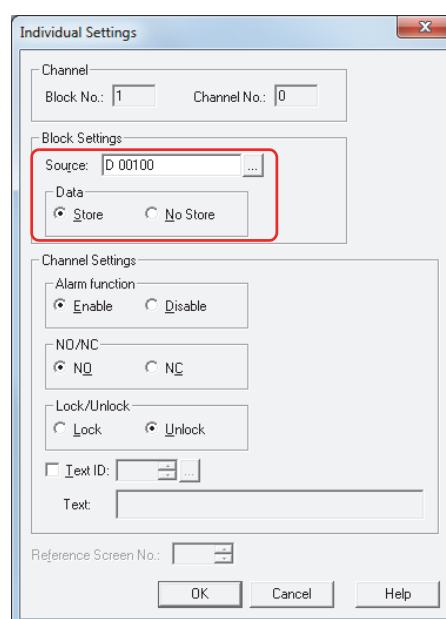 Individual Settings
Channel
Block No.: 1 Channel No.: 0
Block Settings
Source: D 00100 ...
Data
Store No Store
Channel Settings
Alarm function
Enable Disable
NO/NC
NO NC
Lock/Unlock
Lock Unlock
Text ID: ...
Text:
Reference Screen No.:
OK Cancel Help